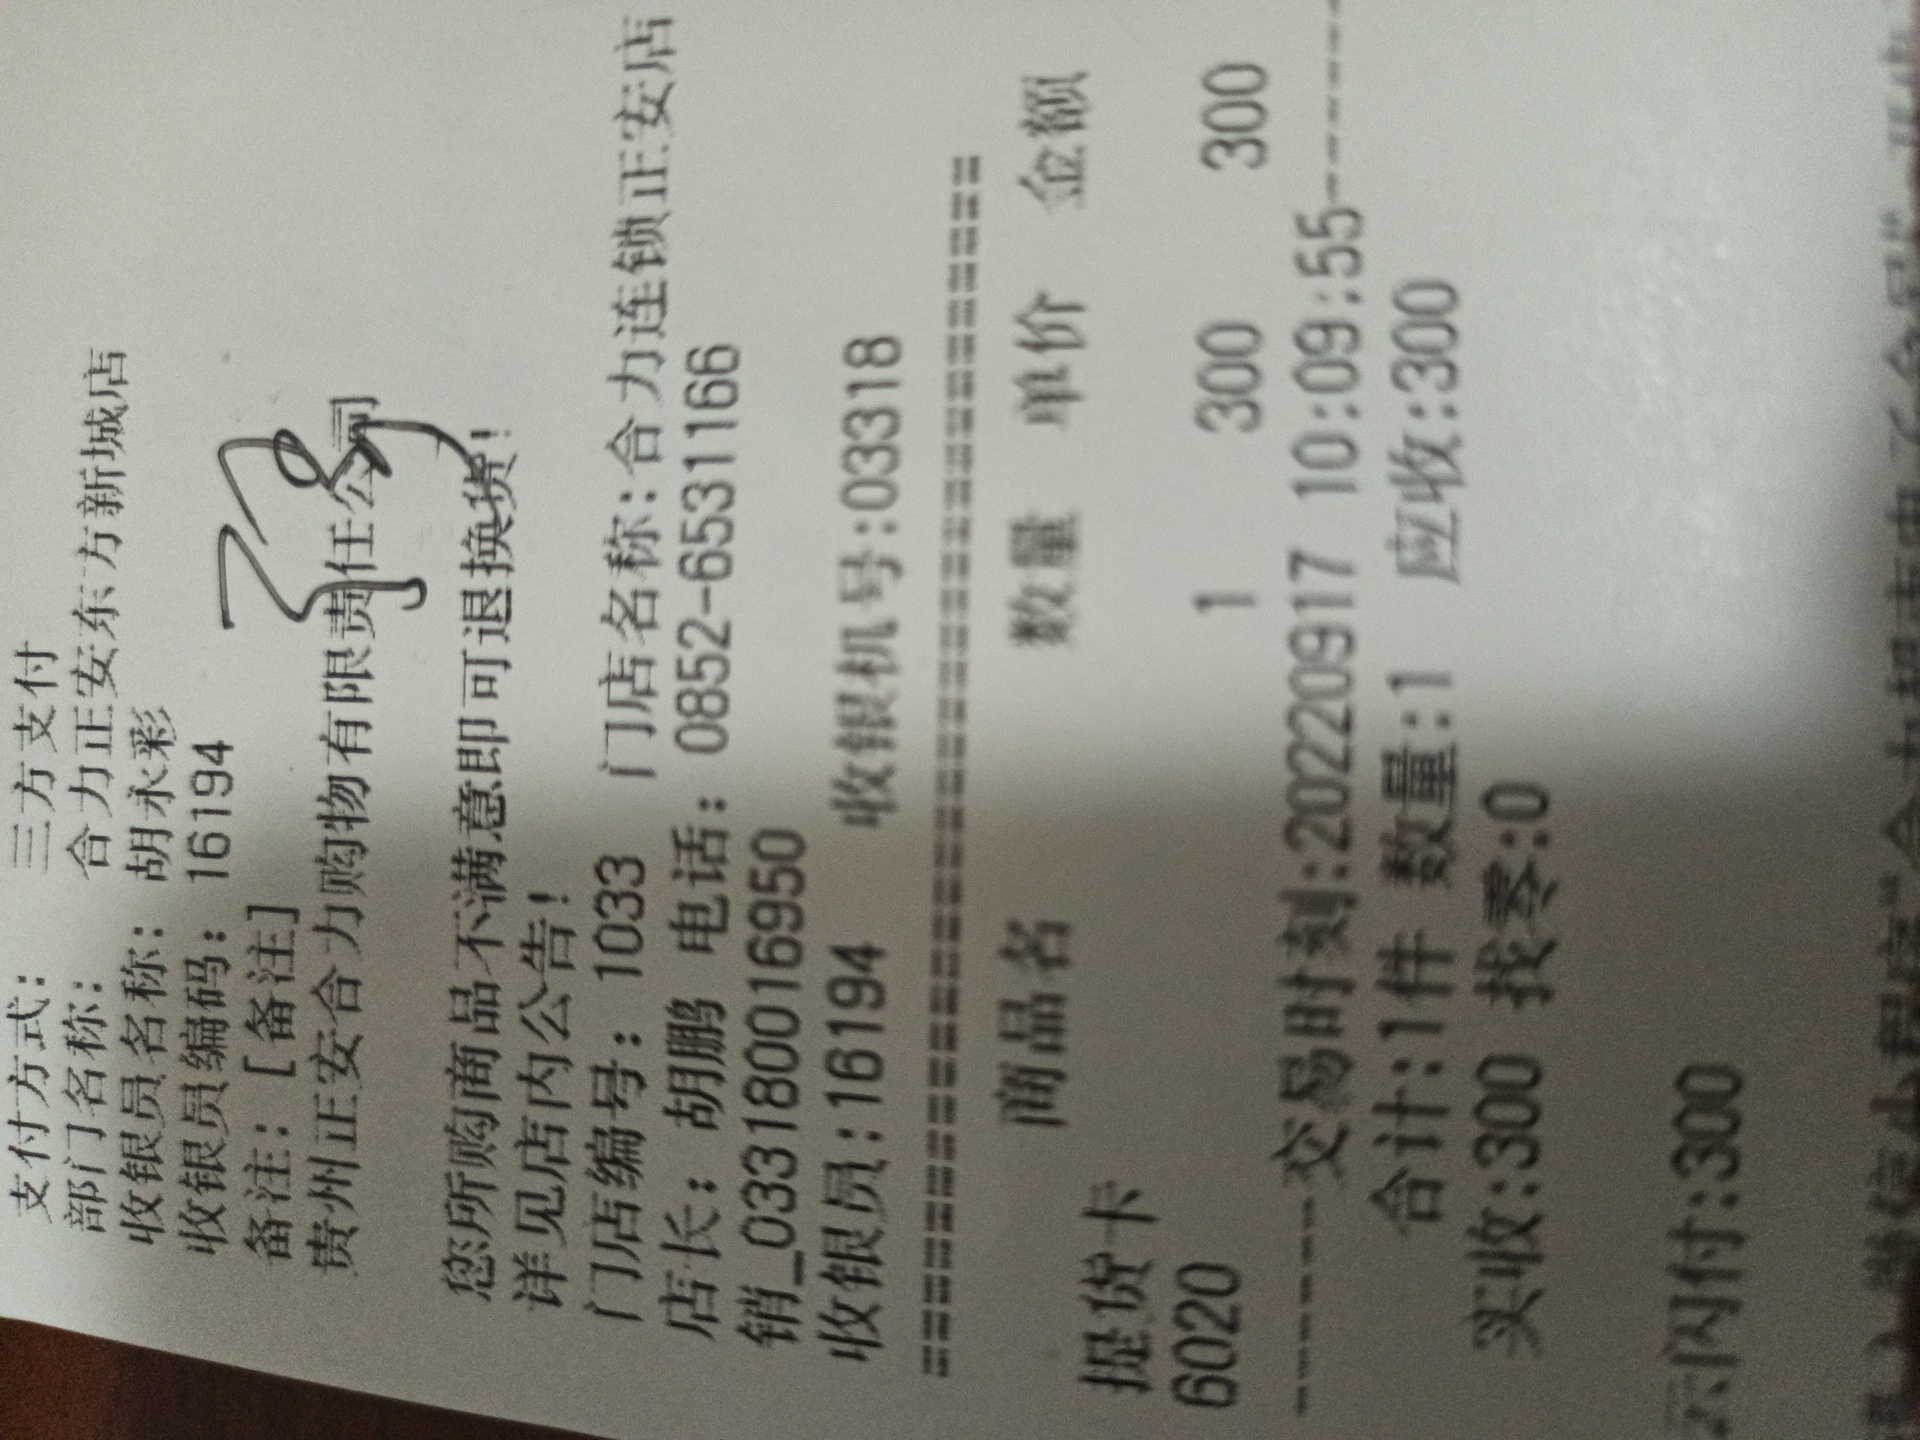 支付方式： 三方支付
部门名称： 合力正安东方新城店
收银员名称： 胡永彩
收银员编码： 16194
备注：[备注]
贵州正安合力购物有限责任公司
您所购商品不满意即可退换货！
详见店内公告！
门店编号：1033 门店名称：合力连锁正安店
店长：胡鹏 电话：0852-6531166
销_03318000016950
收银员:16194 收银机号:03318
商品名 数量 单价 金额
提货卡
6020 1 300 300
------交易时刻:20220917 10:09:55------
合计:1件 数量:1 应收:300
实收:300 找零:0
云闪付:300